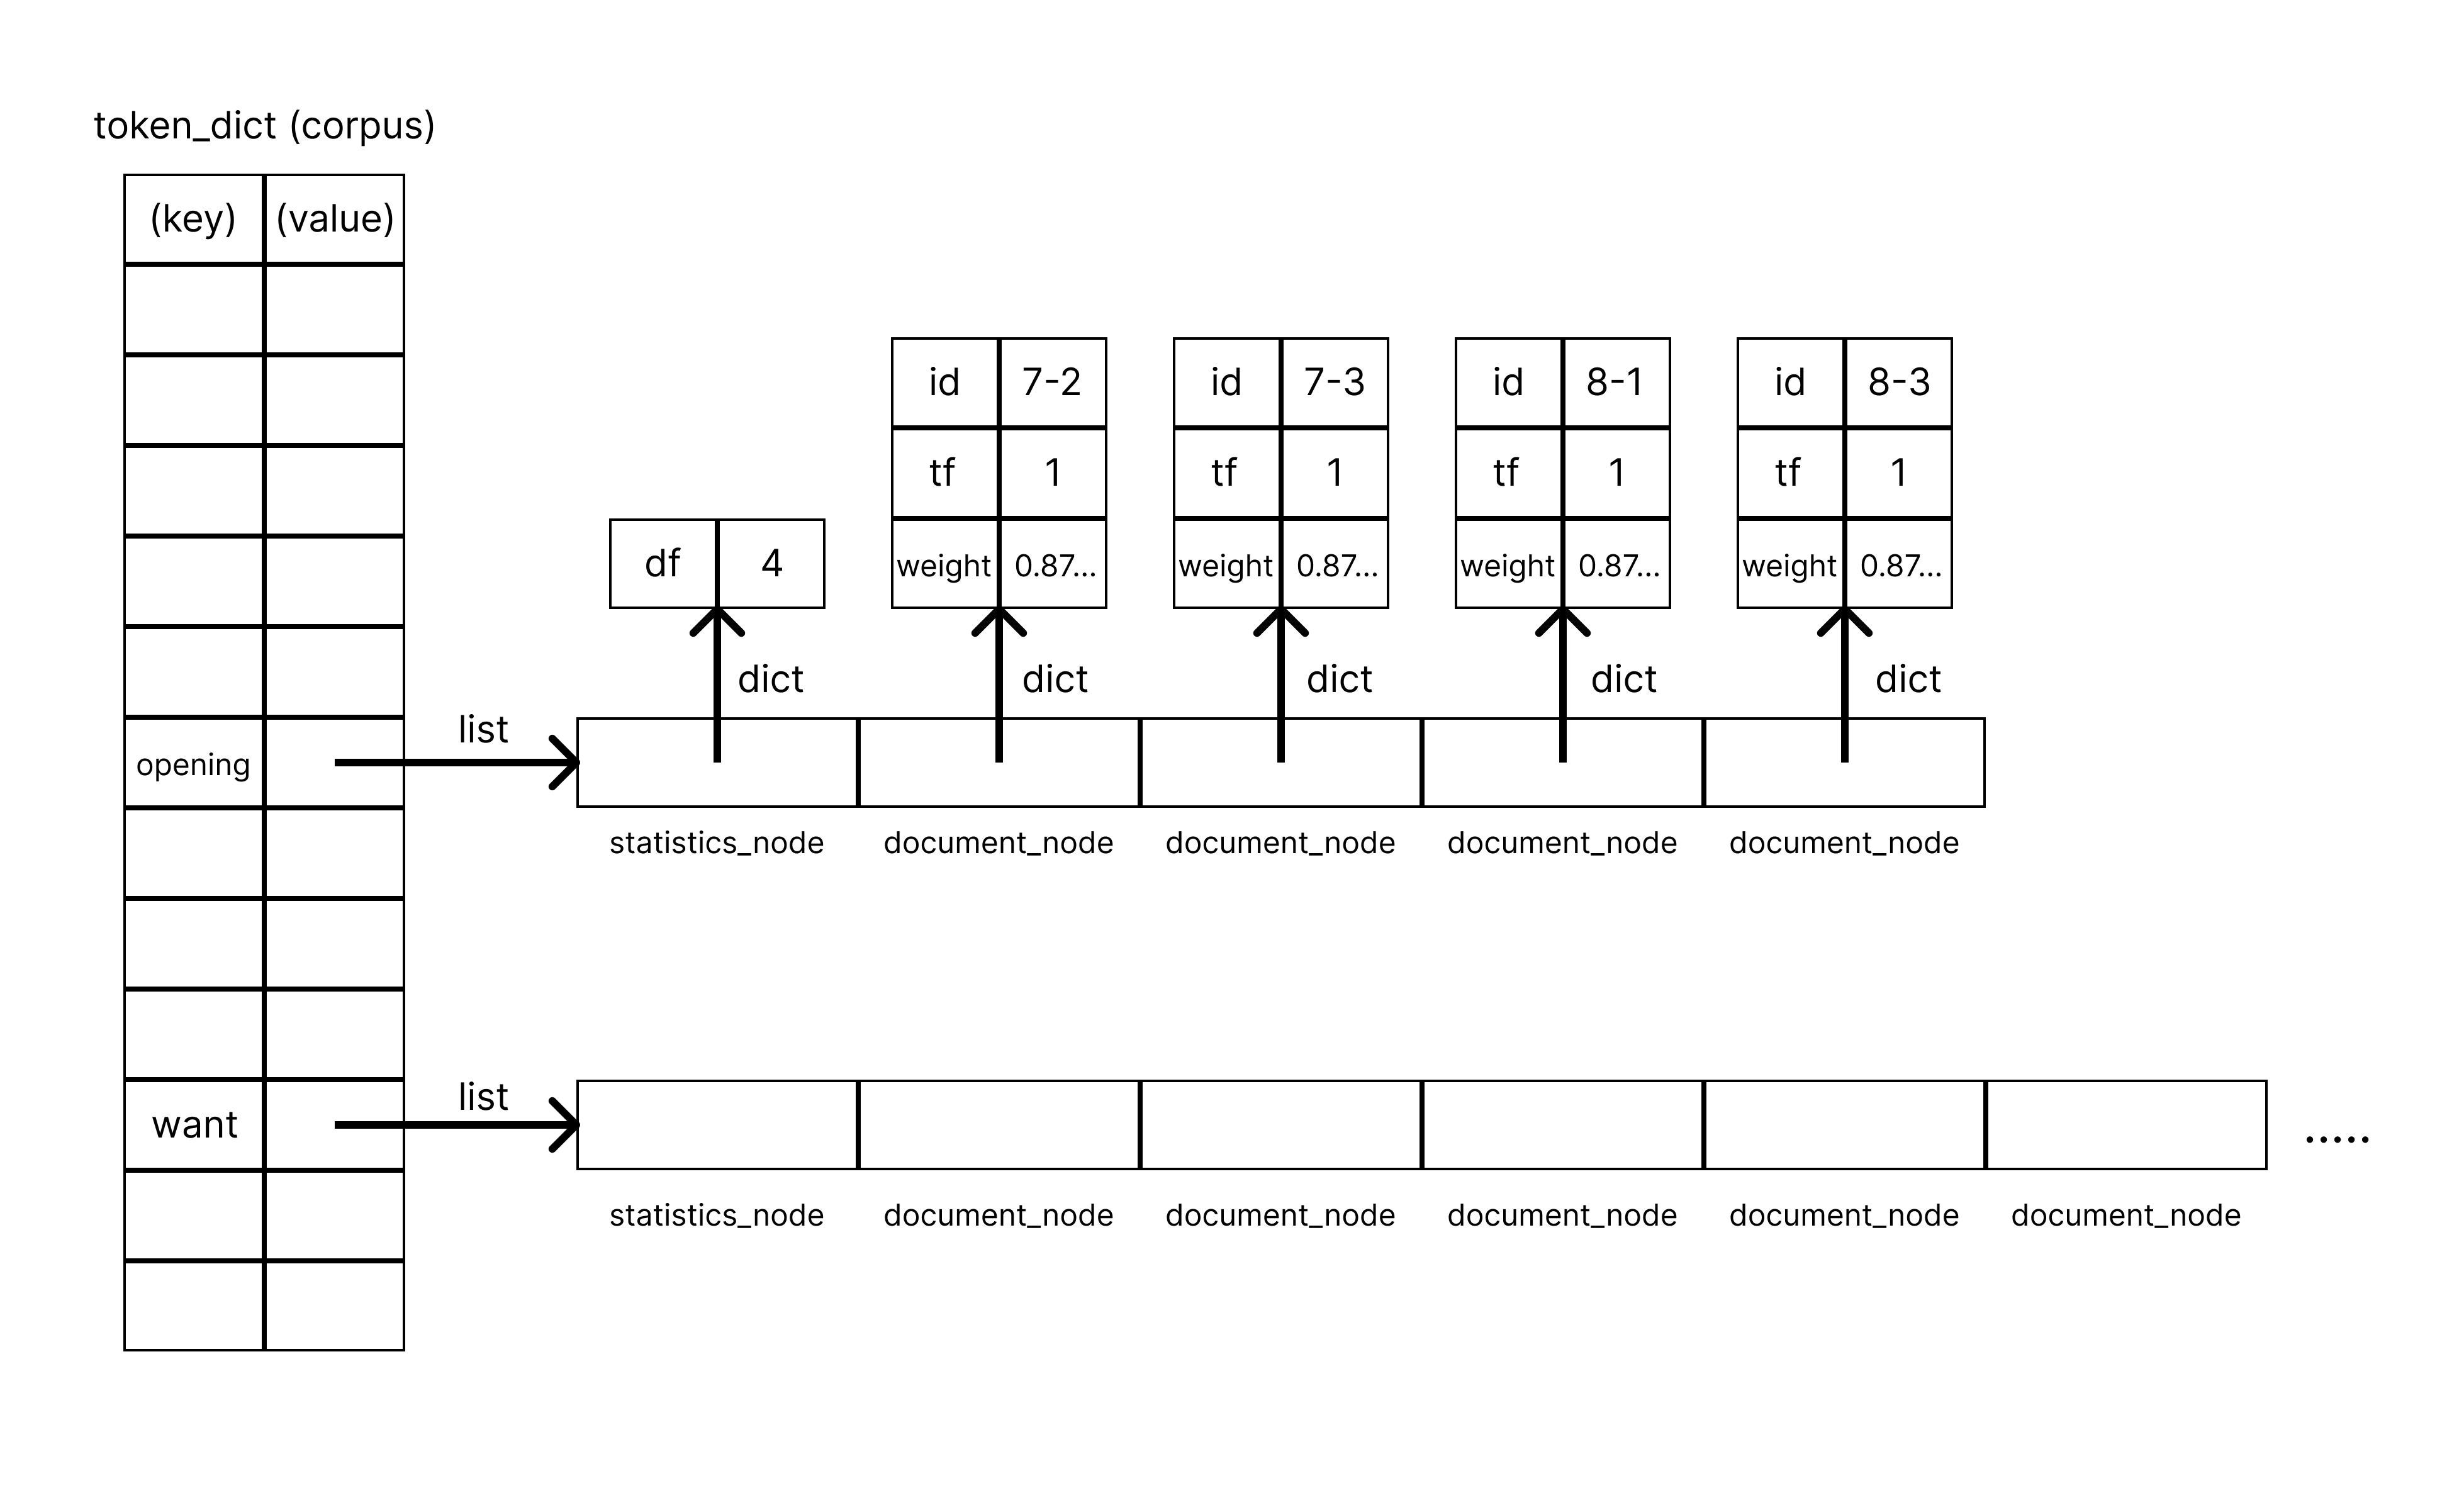 token_dict (corpus)
(key) (value)
id 7-2 id 7-3 id 8-1 id 8-3
tf 1 tf 1 tf 1 tf 1
df 4 weight 0.87... weight 0.87... weight 0.87... weight 0.87...
dict dict dict dict dict
list
opening
statistics_node document_node document_node document_node document_node
list
want .....
statistics_node document_node document_node document_node document_node document_node